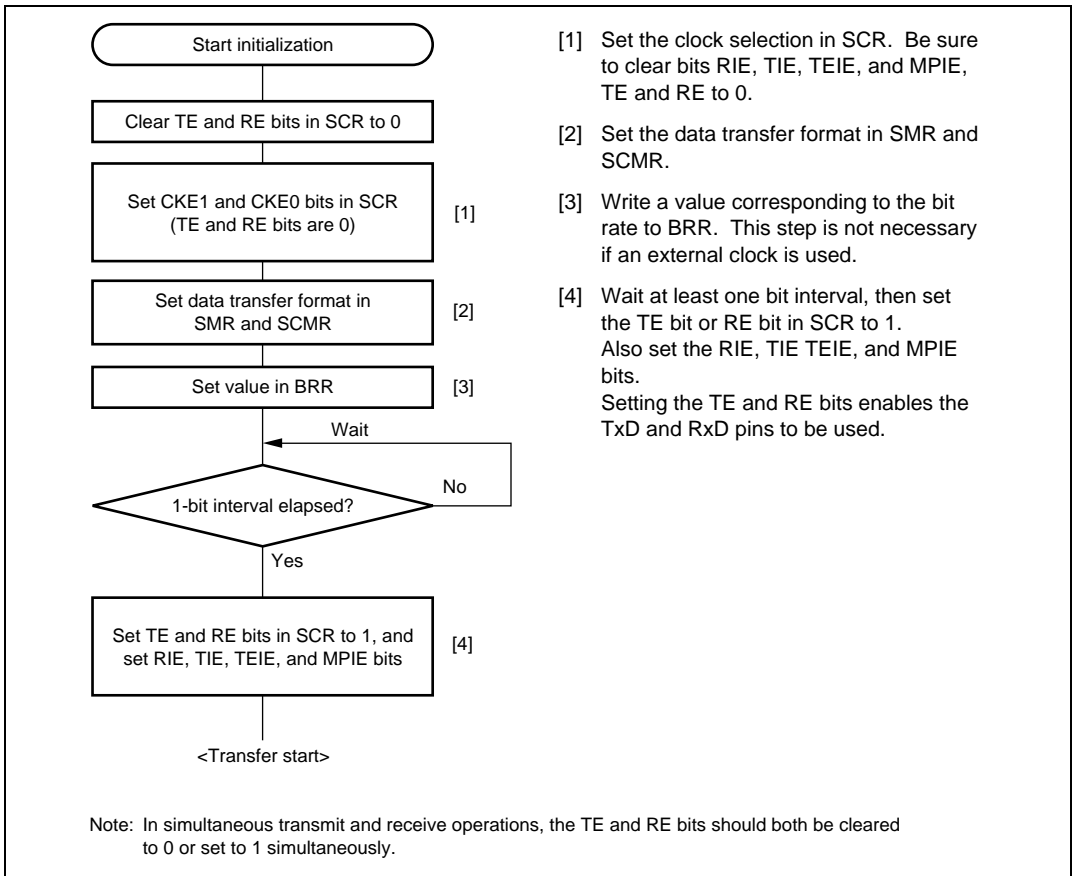 Start initialization
Clear TE and RE bits in SCR to 0
Set CKE1 and CKE0 bits in SCR
(TE and RE bits are 0)
[1]
Set data transfer format in
SMR and SCMR
[2]
Set value in BRR
[3]
Wait
No
1-bit interval elapsed?
Yes
Set TE and RE bits in SCR to 1, and
set RIE, TIE, TEIE, and MPIE bits
[4]
<Transfer start>
[1] Set the clock selection in SCR. Be sure
to clear bits RIE, TIE, TEIE, and MPIE,
TE and RE to 0.
[2] Set the data transfer format in SMR and
SCMR.
[3] Write a value corresponding to the bit
rate to BRR. This step is not necessary
if an external clock is used.
[4] Wait at least one bit interval, then set
the TE bit or RE bit in SCR to 1.
Also set the RIE, TIE TEIE, and MPIE
bits.
Setting the TE and RE bits enables the
TxD and RxD pins to be used.
Note: In simultaneous transmit and receive operations, the TE and RE bits should both be cleared
to 0 or set to 1 simultaneously.